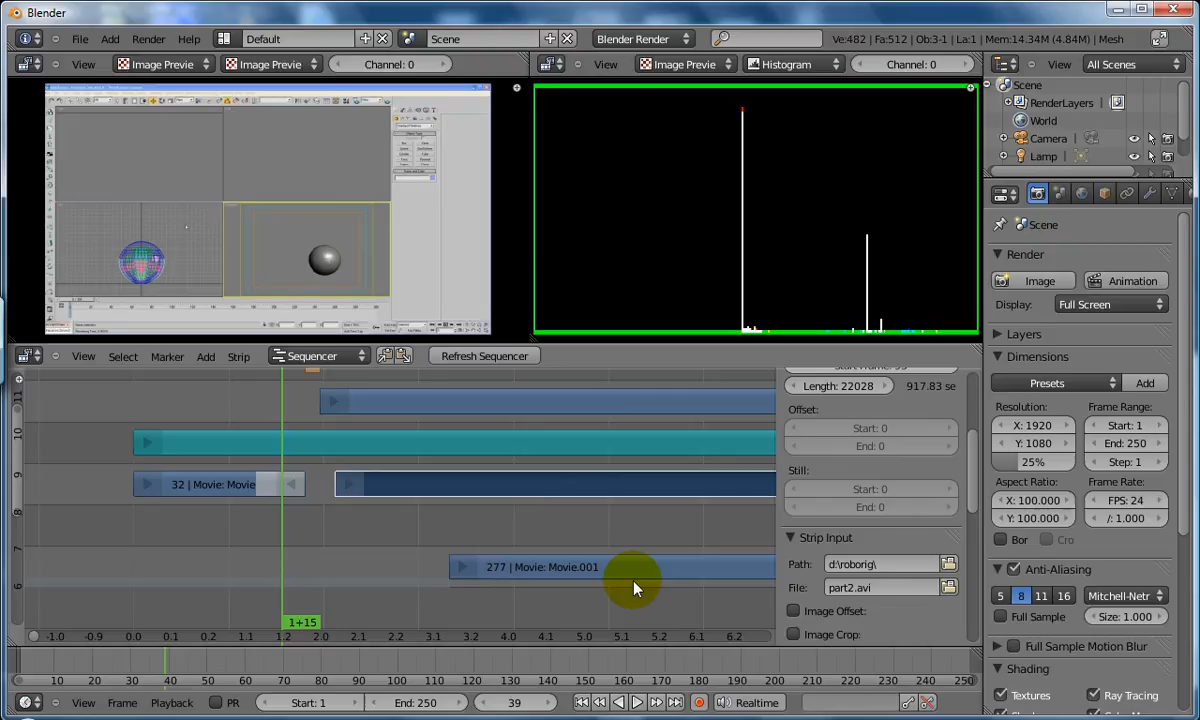 Blender
File Add Render Help Default Scene Blender Render Ve:482 | Fa:512 | Ob:3-1 | La:1 | Mem:14.34M (4.84M) | Mesh
View Image Previe Image Previe Channel: 0 View Image Previe Histogram Channel: 0 View All Scenes
Scene
RenderLayers
World
Camera
Lamp
Scene
Render
Image Animation
Display: Full Screen
Layers
View Select Marker Add Strip Sequencer Refresh Sequencer
Dimensions
Presets Add
Length: 22028 917.83 se
Offset:
Start: 0
End: 0
Still:
Start: 0
End: 0
Strip Input
Path: d:\roborig\
File: part2.avi
Image Offset:
Image Crop:
Resolution: Frame Range:
X: 1920 Start: 1
Y: 1080 End: 250
25% Step: 1
Aspect Ratio: Frame Rate:
X: 100.000 FPS: 24
Y: 100.000 /: 1.000
Bor Cro
Anti-Aliasing
5 8 11 16 Mitchell-Netr
Full Sample Size: 1.000
Full Sample Motion Blur
Shading
Textures Ray Tracing
11
10
9
8
7
6
32 | Movie: Movie
277 | Movie: Movie.001
1+15
-1.0 -0.9 0.0 0.1 1.2 2.0 2.1 3.1 3.2 4.0 4.1 5.0 5.1 5.2 6.1 6.2
10 20 30 40 50 60 70 80 90 100 110 120 130 140 150 160 170 180 190 200 210 220 230 240 250
View Frame Playback PR Start: 1 End: 250 39 Realtime